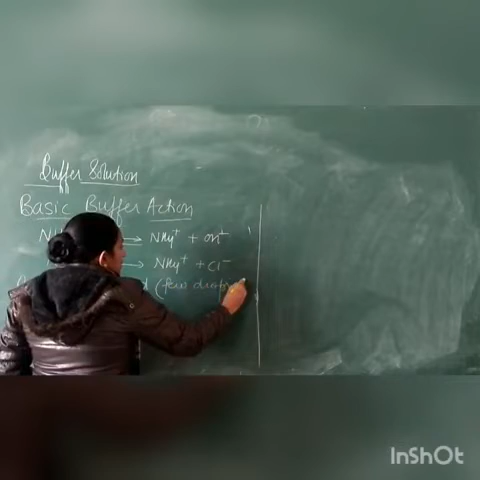 Buffer Solution
Basic Buffer Action
NH ⇌ NH4+ + OH+
→ NH4+ + Cl-
(few drops
InShOt